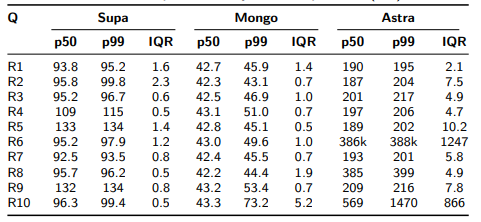 Q Supa Mongo Astra
p50 p99 IQR p50 p99 IQR p50 p99 IQR
R1 93.8 95.2 1.6 42.7 45.9 1.4 190 195 2.1
R2 95.8 99.8 2.3 42.3 43.1 0.7 187 204 7.5
R3 95.2 96.7 0.6 42.5 46.9 1.0 201 217 4.9
R4 109 115 0.5 43.1 51.0 0.7 197 206 4.7
R5 133 134 1.4 42.8 45.1 0.5 189 202 10.2
R6 95.2 97.9 1.2 43.0 49.6 1.0 386k 388k 1247
R7 92.5 93.5 0.8 42.4 45.5 0.7 193 201 5.8
R8 95.7 96.2 0.5 42.2 44.4 1.9 385 399 4.9
R9 132 134 0.8 43.2 53.4 0.7 209 216 7.8
R10 96.3 99.4 0.5 43.3 73.2 5.2 569 1470 866